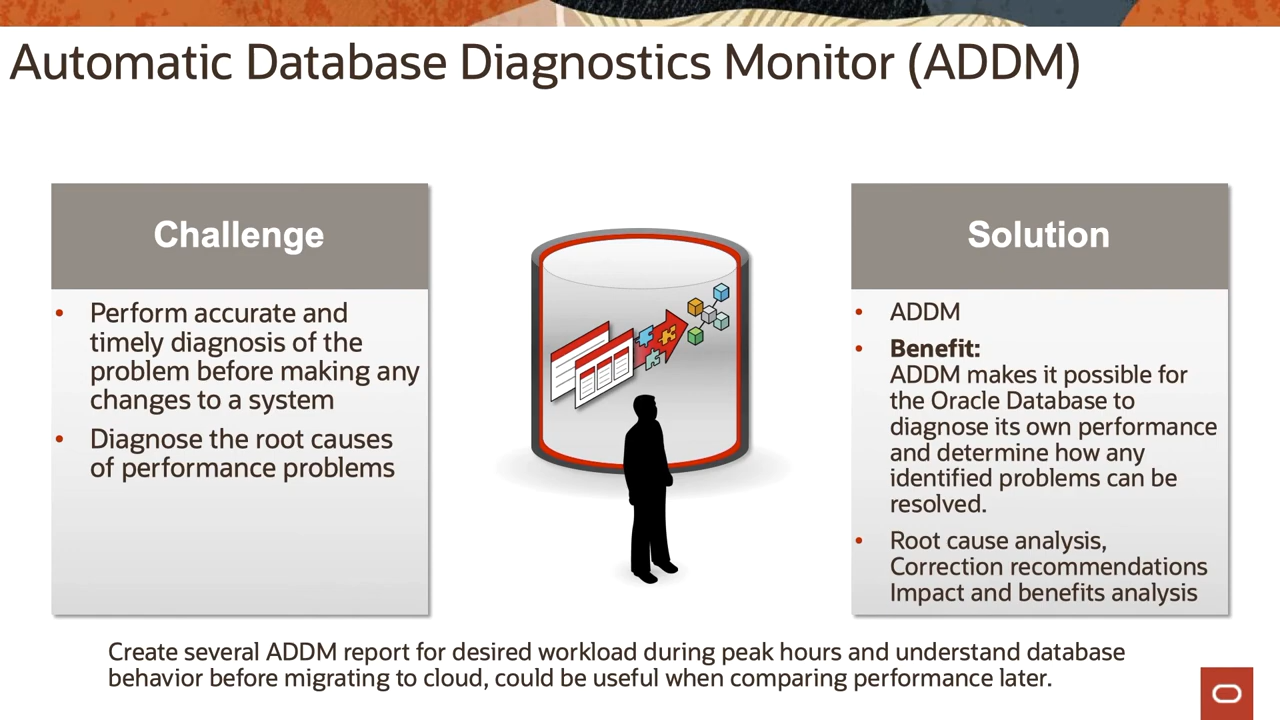 Automatic Database Diagnostics Monitor (ADDM)
Challenge
• Perform accurate and
timely diagnosis of the
problem before making any
changes to a system
• Diagnose the root causes
of performance problems
Solution
• ADDM
• Benefit:
ADDM makes it possible for
the Oracle Database to
diagnose its own performance
and determine how any
identified problems can be
resolved.
• Root cause analysis,
Correction recommendations
Impact and benefits analysis
Create several ADDM report for desired workload during peak hours and understand database
behavior before migrating to cloud, could be useful when comparing performance later.